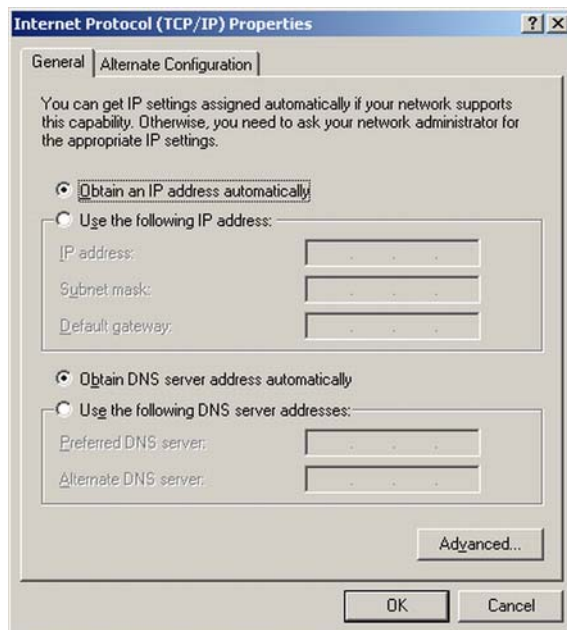 Internet Protocol (TCP/IP) Properties
General
Alternate Configuration
You can get IP settings assigned automatically if your network supports
this capability. Otherwise, you need to ask your network administrator for
the appropriate IP settings.
Obtain an IP address automatically
Use the following IP address:
IP address:
Subnet mask:
Default gateway:
Obtain DNS server address automatically
Use the following DNS server addresses:
Preferred DNS server:
Alternate DNS server:
Advanced...
OK
Cancel